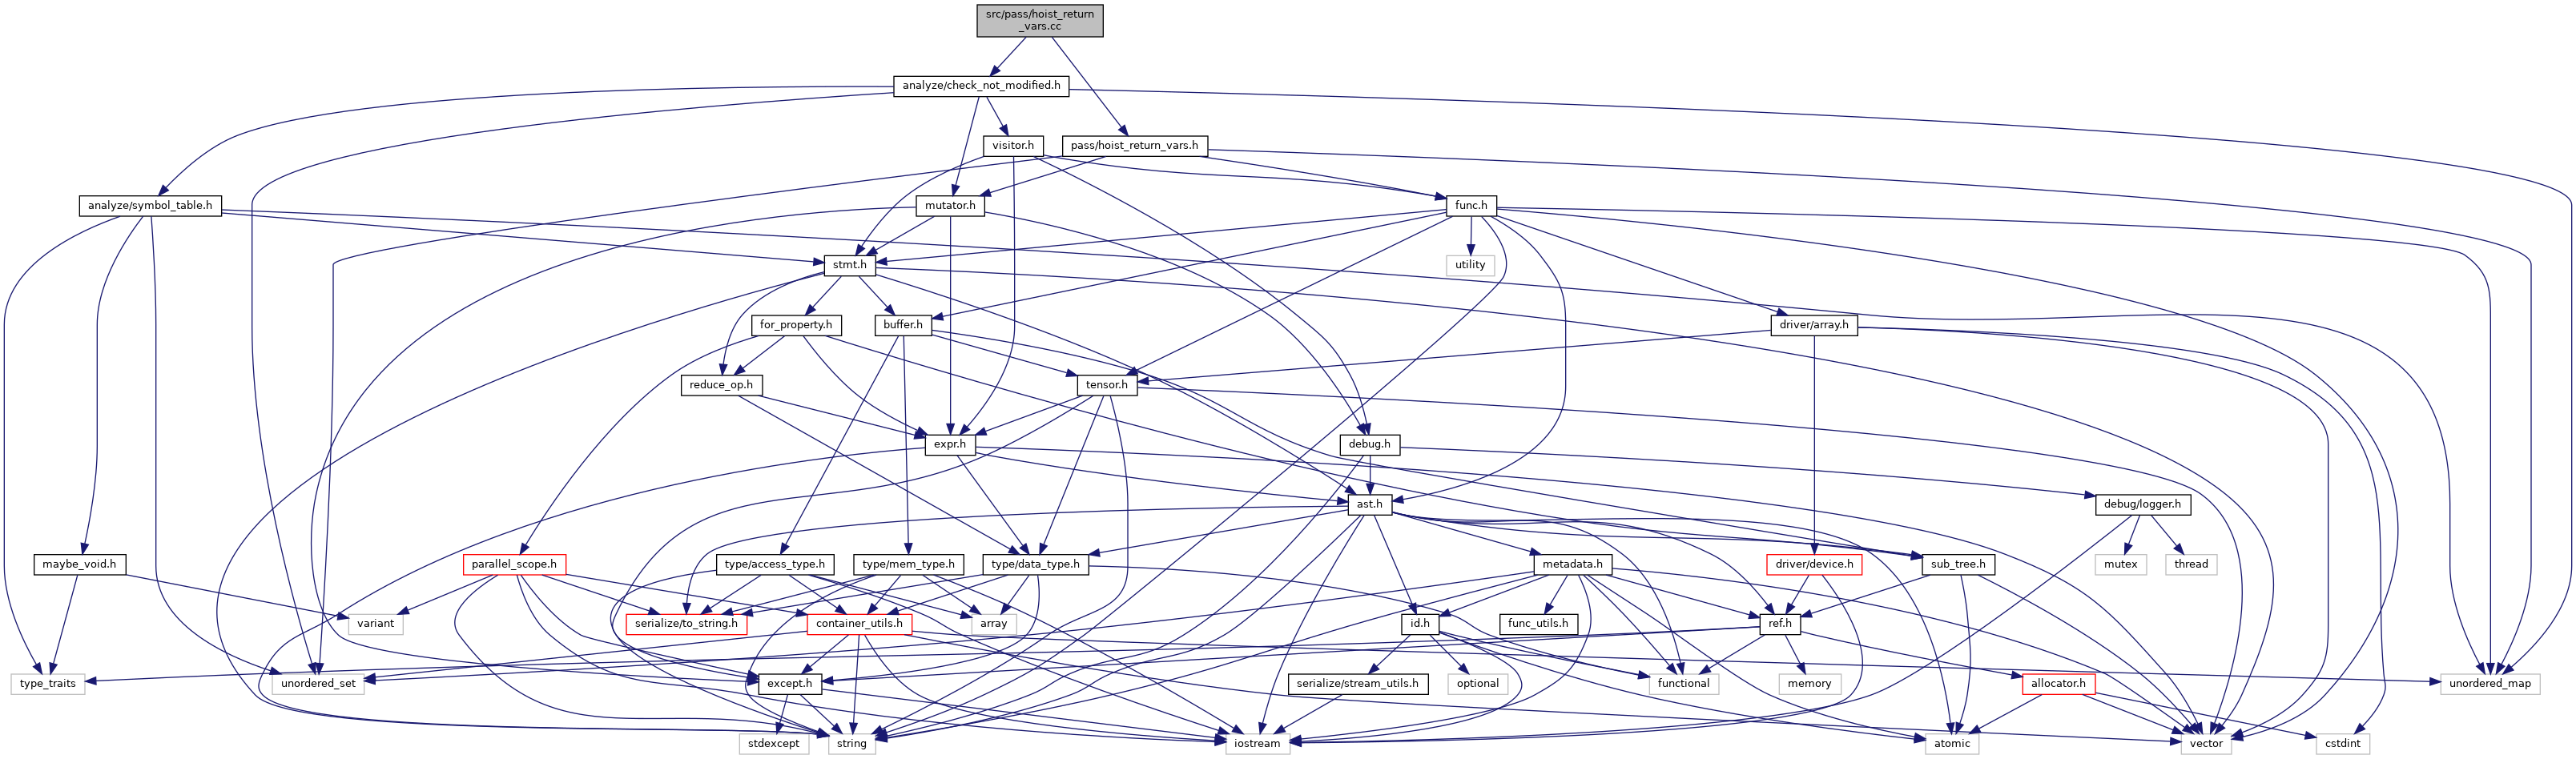 src/pass/hoist_return
_vars.cc
analyze/check_not_modified.h
visitor.h
pass/hoist_return_vars.h
analyze/symbol_table.h
mutator.h
func.h
stmt.h
utility
for_property.h
buffer.h
driver/array.h
reduce_op.h
tensor.h
expr.h
debug.h
ast.h
debug/logger.h
maybe_void.h
parallel_scope.h
type/access_type.h
type/mem_type.h
type/data_type.h
metadata.h
driver/device.h
sub_tree.h
mutex
thread
variant
serialize/to_string.h
container_utils.h
array
id.h
func_utils.h
ref.h
type_traits
unordered_set
except.h
serialize/stream_utils.h
optional
functional
memory
allocator.h
unordered_map
stdexcept
string
iostream
atomic
vector
cstdint